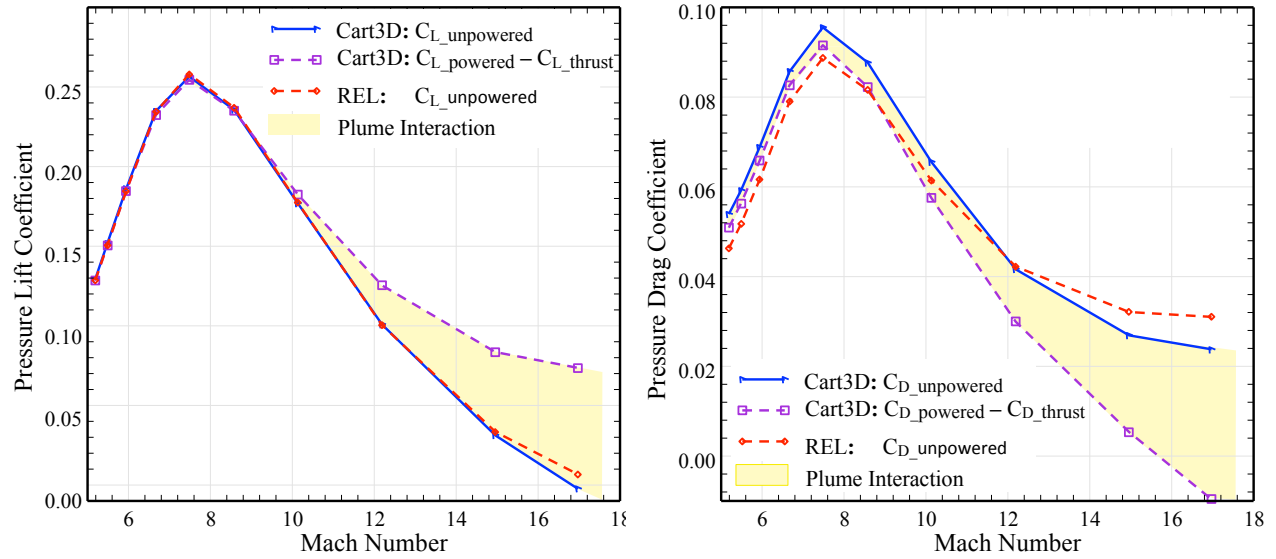 Cart3D: C_L_unpowered
Cart3D: C_L_powered – C_L_thrust
REL: C_L_unpowered
Plume Interaction
Pressure Lift Coefficient
0.25
0.20
0.15
0.10
0.05
0.00
6 8 10 12 14 16 18
Mach Number
Pressure Drag Coefficient
0.10
0.08
0.06
0.04
0.02
0.00
Cart3D: C_D_unpowered
Cart3D: C_D_powered – C_D_thrust
REL: C_D_unpowered
Plume Interaction
6 8 10 12 14 16 18
Mach Number